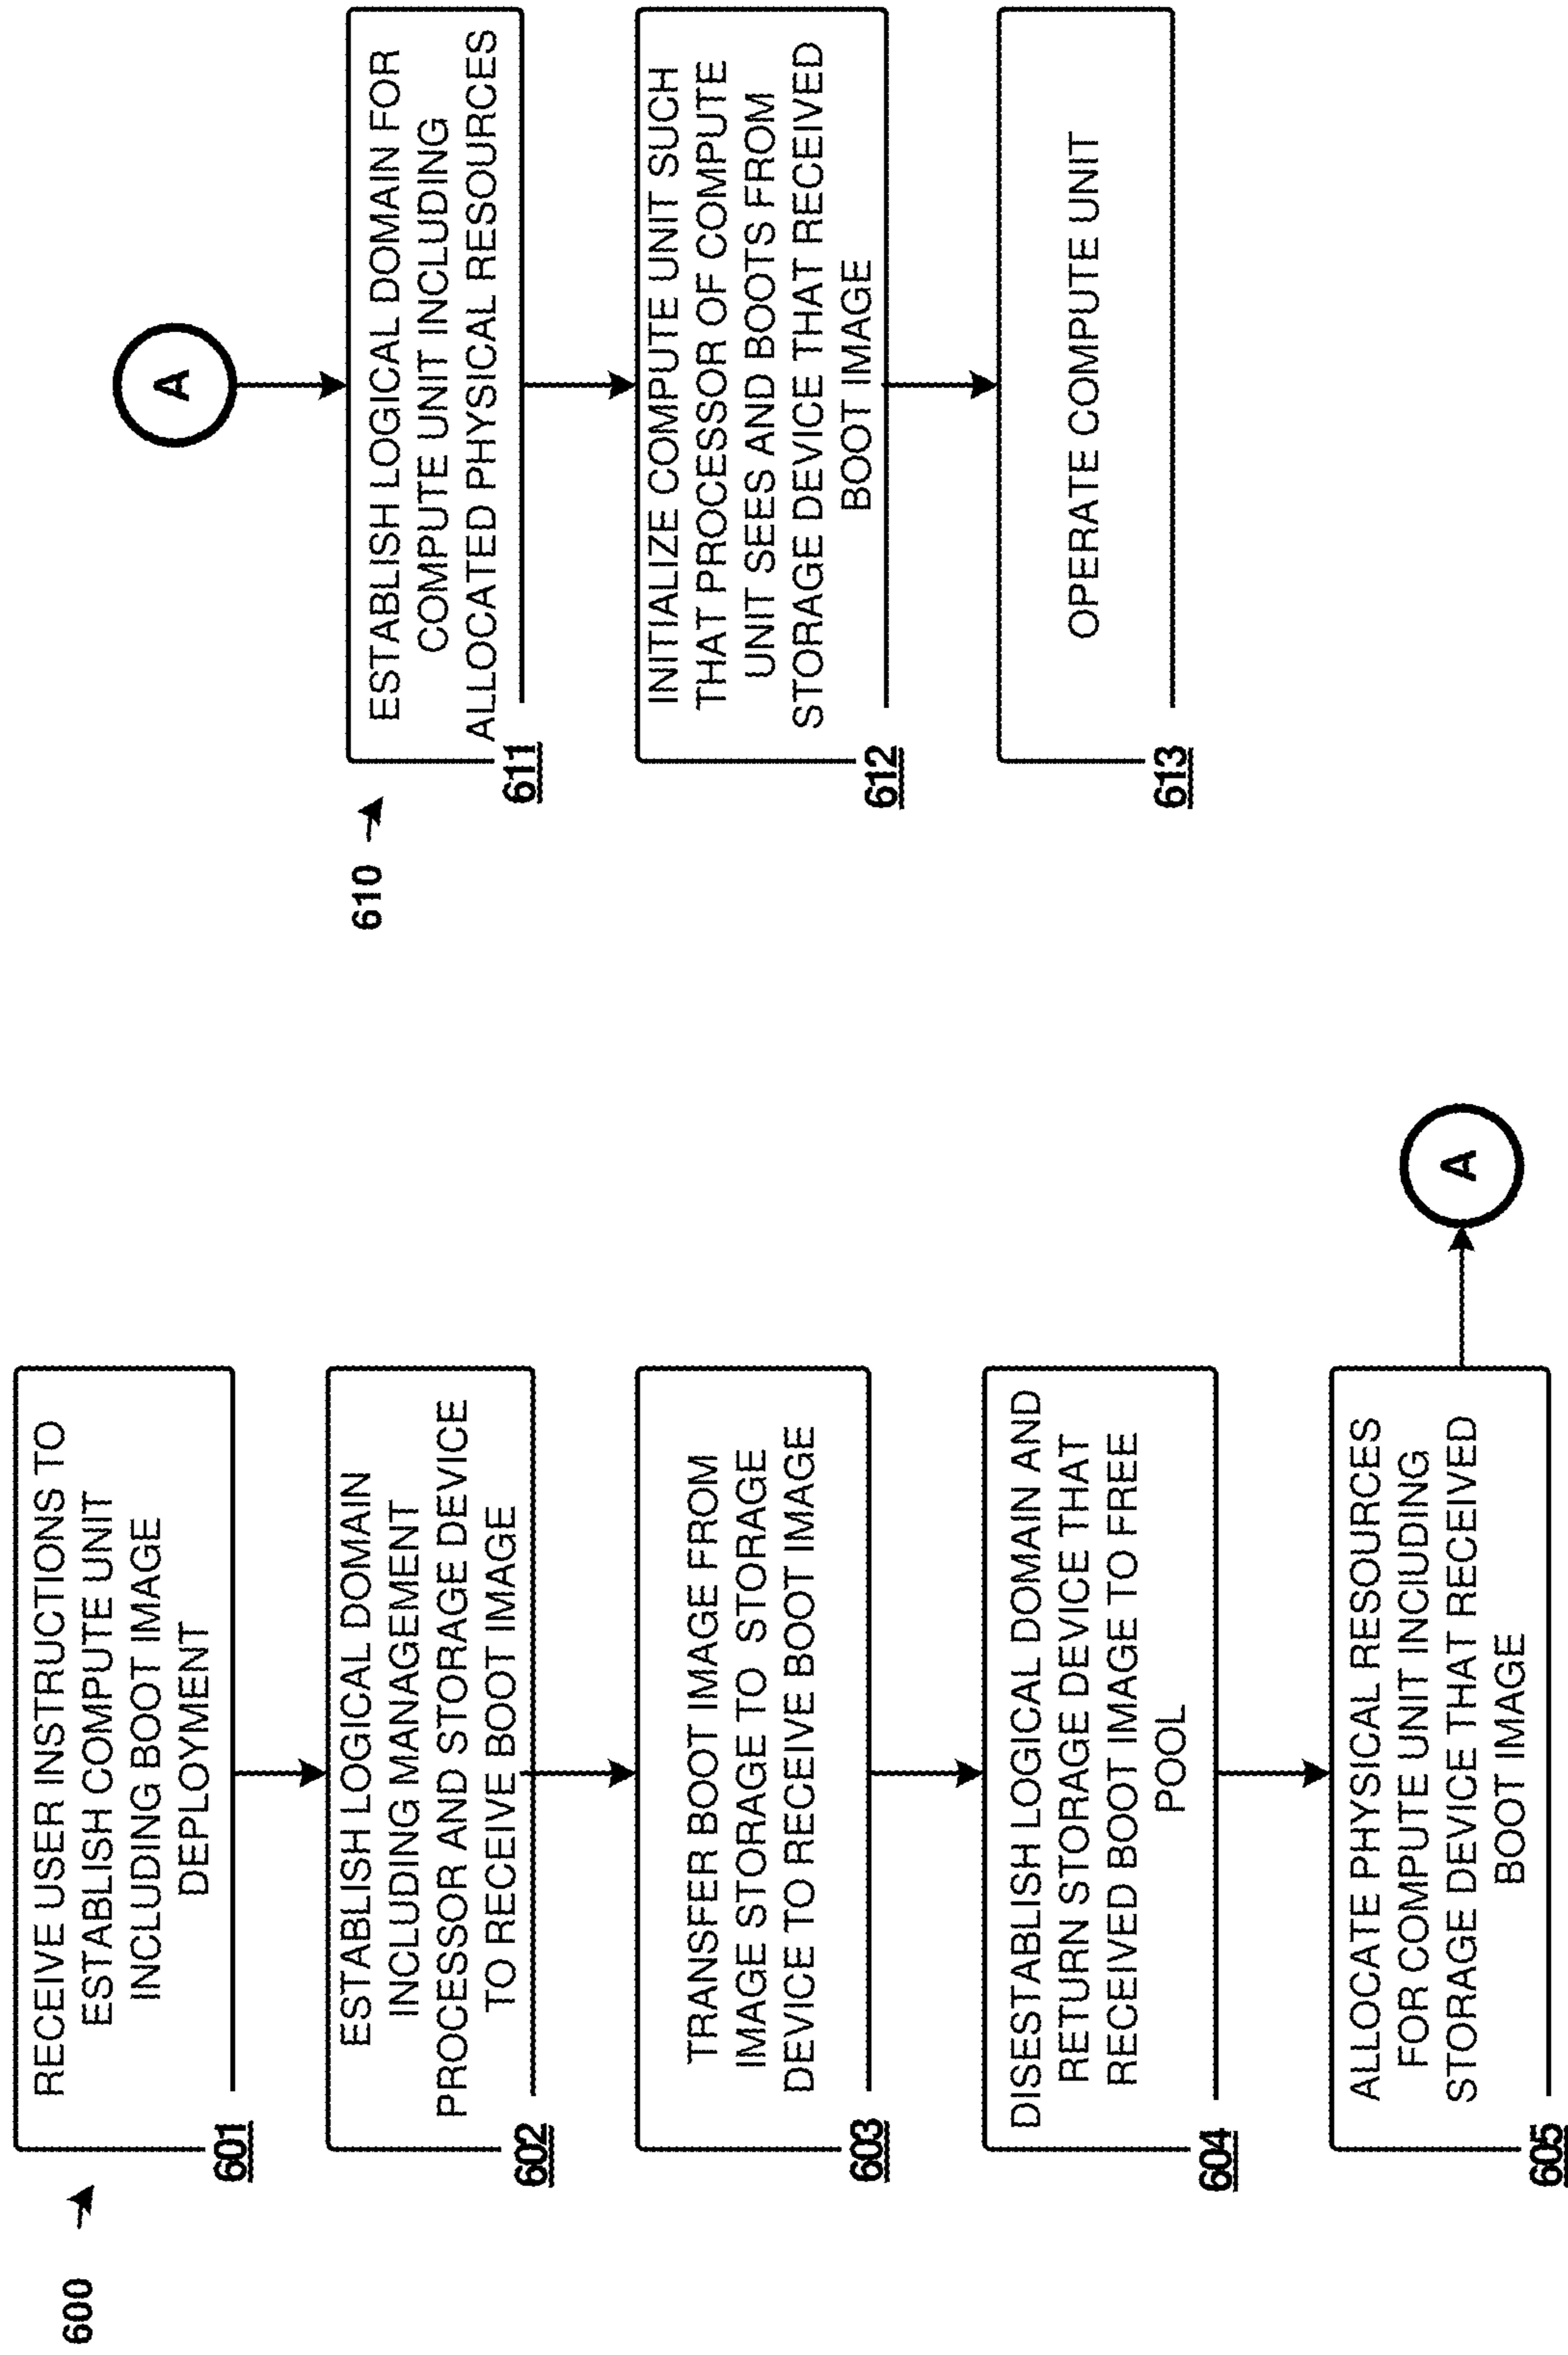 600
RECEIVE USER INSTRUCTIONS TO
ESTABLISH COMPUTE UNIT
INCLUDING BOOT IMAGE
DEPLOYMENT
601
ESTABLISH LOGICAL DOMAIN
INCLUDING MANAGEMENT
PROCESSOR AND STORAGE DEVICE
TO RECEIVE BOOT IMAGE
602
TRANSFER BOOT IMAGE FROM
IMAGE STORAGE TO STORAGE
DEVICE TO RECEIVE BOOT IMAGE
603
DISESTABLISH LOGICAL DOMAIN AND
RETURN STORAGE DEVICE THAT
RECEIVED BOOT IMAGE TO FREE
POOL
604
ALLOCATE PHYSICAL RESOURCES
FOR COMPUTE UNIT INCIUDING
STORAGE DEVICE THAT RECEIVED
BOOT IMAGE
605
A
A
610
ESTABLISH LOGICAL DOMAIN FOR
COMPUTE UNIT INCLUDING
ALLOCATED PHYSICAL RESOURCES
611
INITIALIZE COMPUTE UNIT SUCH
THAT PROCESSOR OF COMPUTE
UNIT SEES AND BOOTS FROM
STORAGE DEVICE THAT RECEIVED
BOOT IMAGE
612
OPERATE COMPUTE UNIT
613